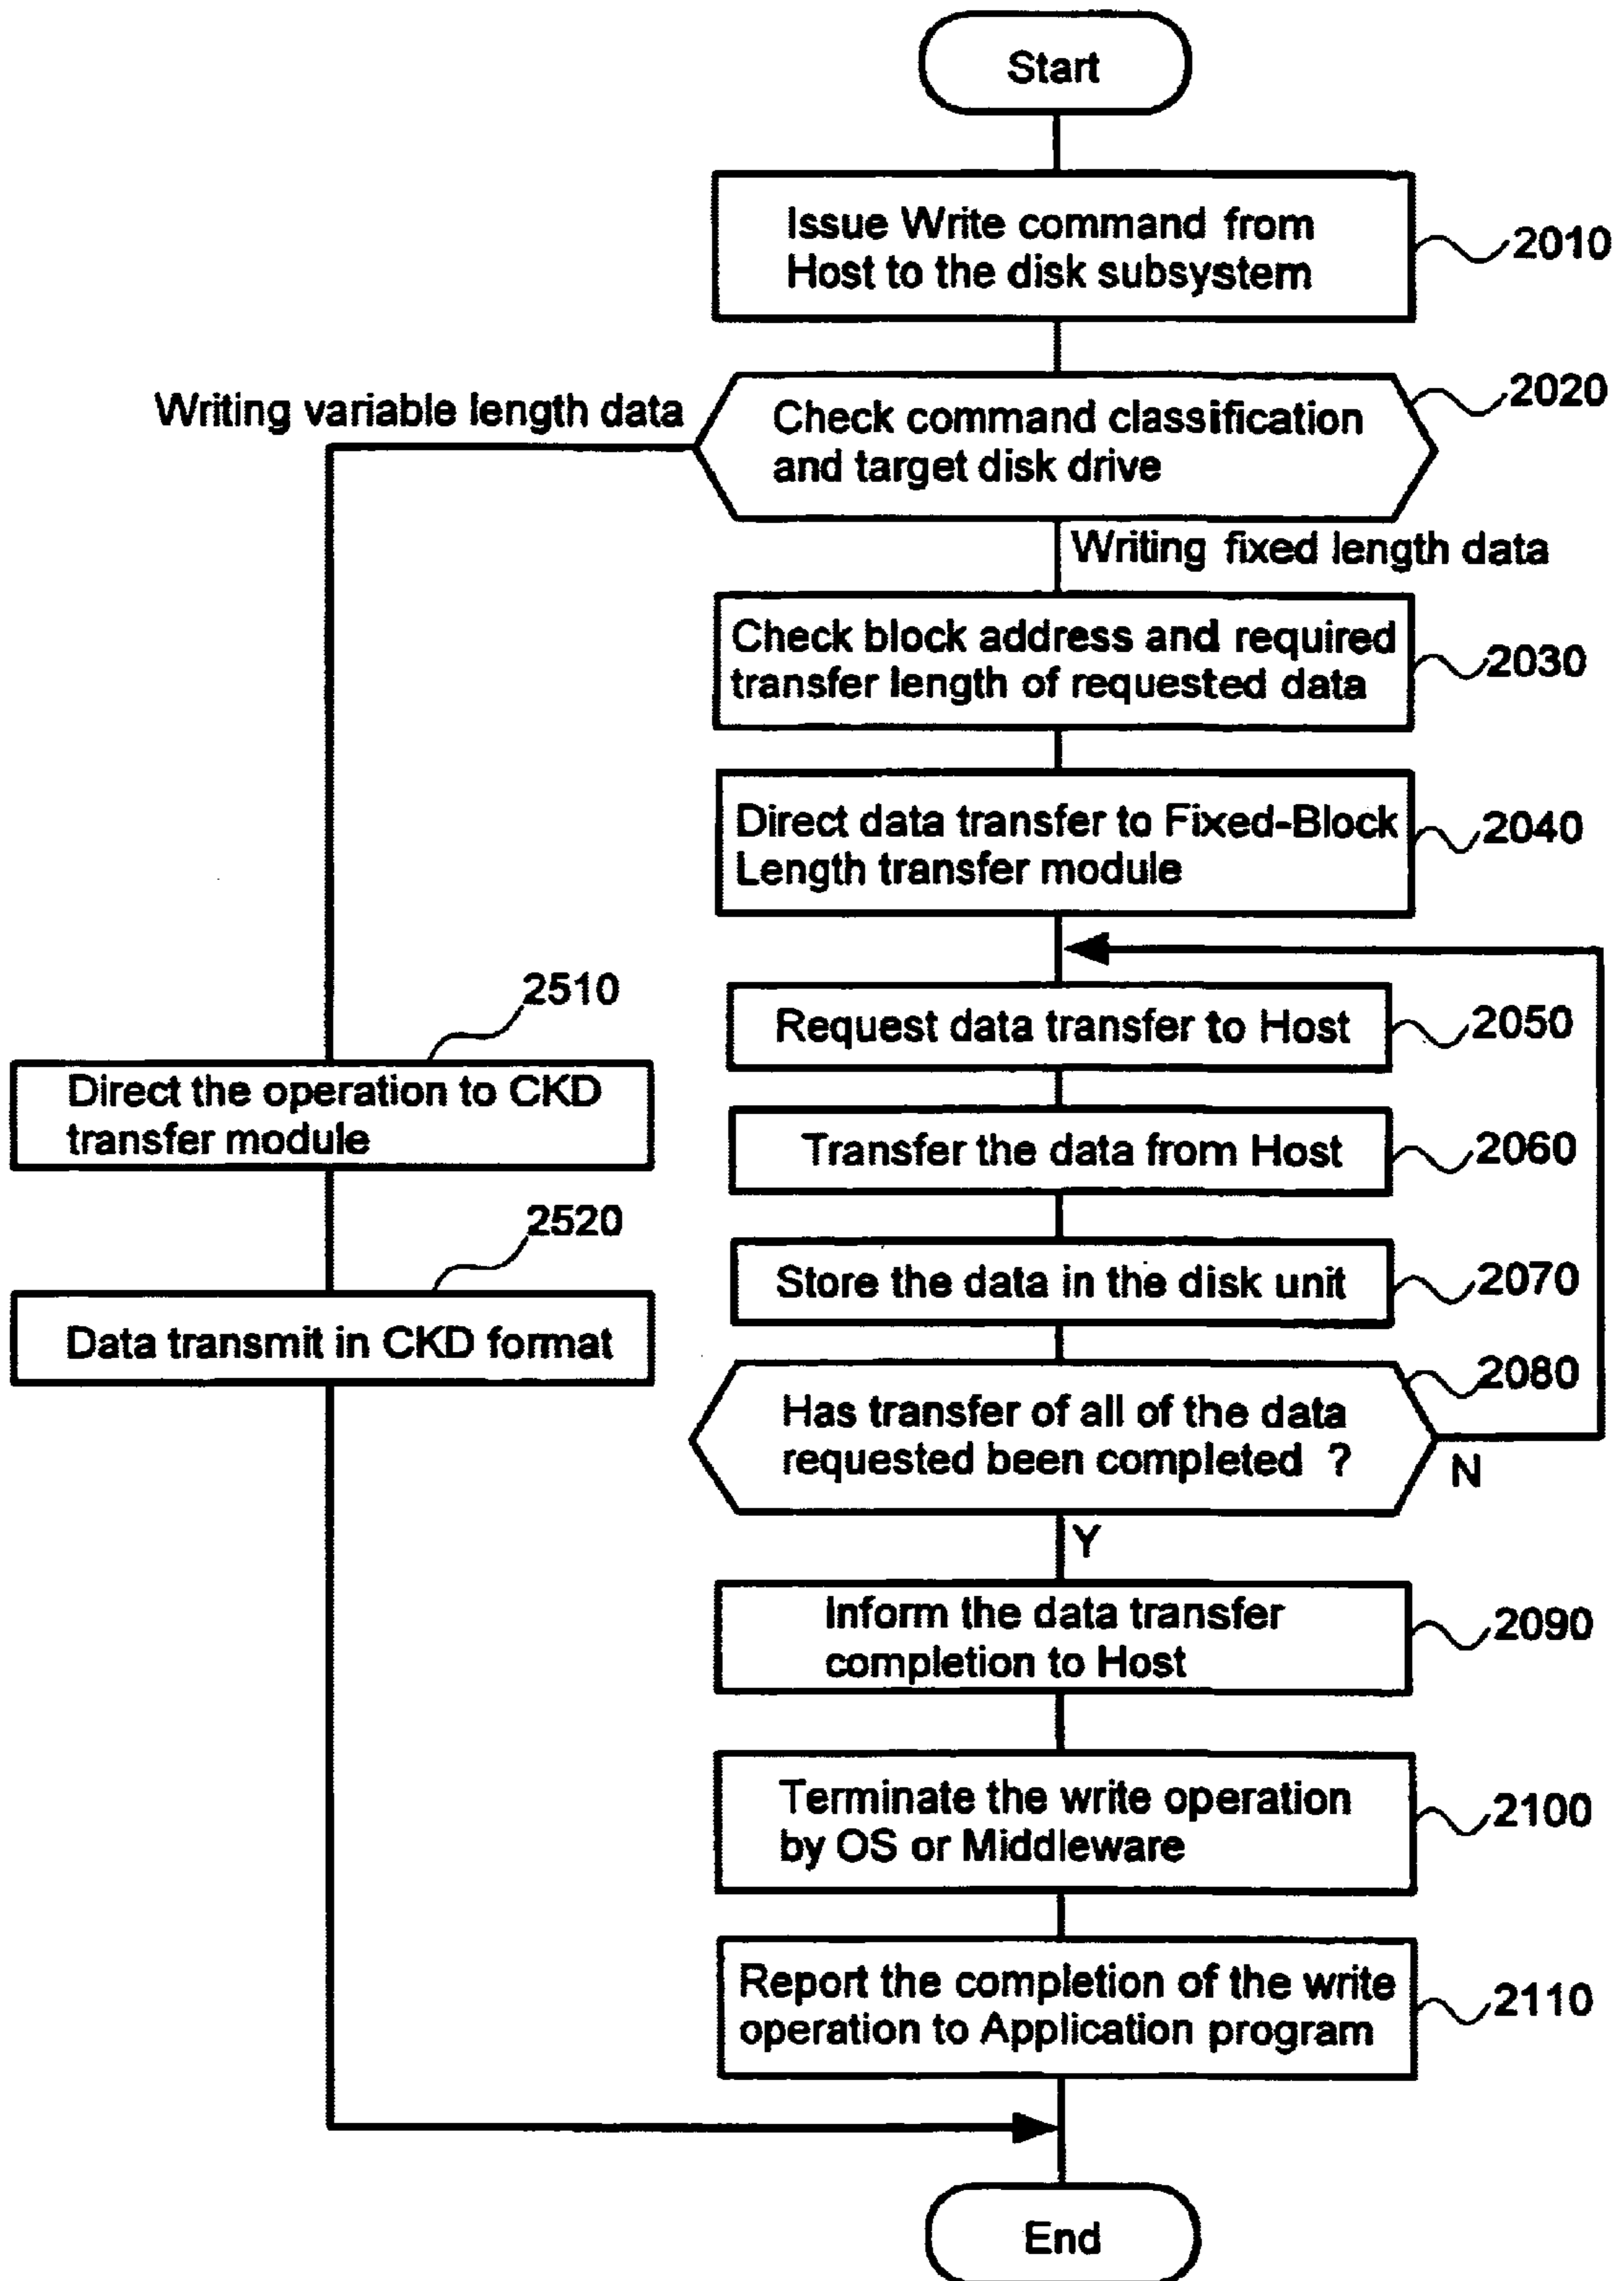 Start
Issue Write command from
Host to the disk subsystem
2010
Writing variable length data
Check command classification
and target disk drive
2020
Writing fixed length data
Check block address and required
transfer length of requested data
2030
Direct data transfer to Fixed-Block
Length transfer module
2040
2510
Direct the operation to CKD
transfer module
Request data transfer to Host
2050
Transfer the data from Host
2060
2520
Data transmit in CKD format
Store the data in the disk unit
2070
Has transfer of all of the data
requested been completed ?
2080
N
Y
Inform the data transfer
completion to Host
2090
Terminate the write operation
by OS or Middleware
2100
Report the completion of the write
operation to Application program
2110
End